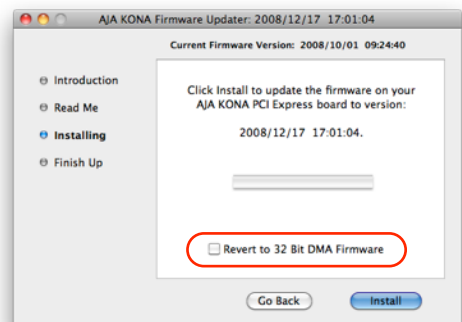 AJA KONA Firmware Updater: 2008/12/17 17:01:04
Current Firmware Version: 2008/10/01 09:24:40
Introduction
Read Me
Installing
Finish Up
Click Install to update the firmware on your
AJA KONA PCI Express board to version:
2008/12/17 17:01:04.
Revert to 32 Bit DMA Firmware
Go Back
Install